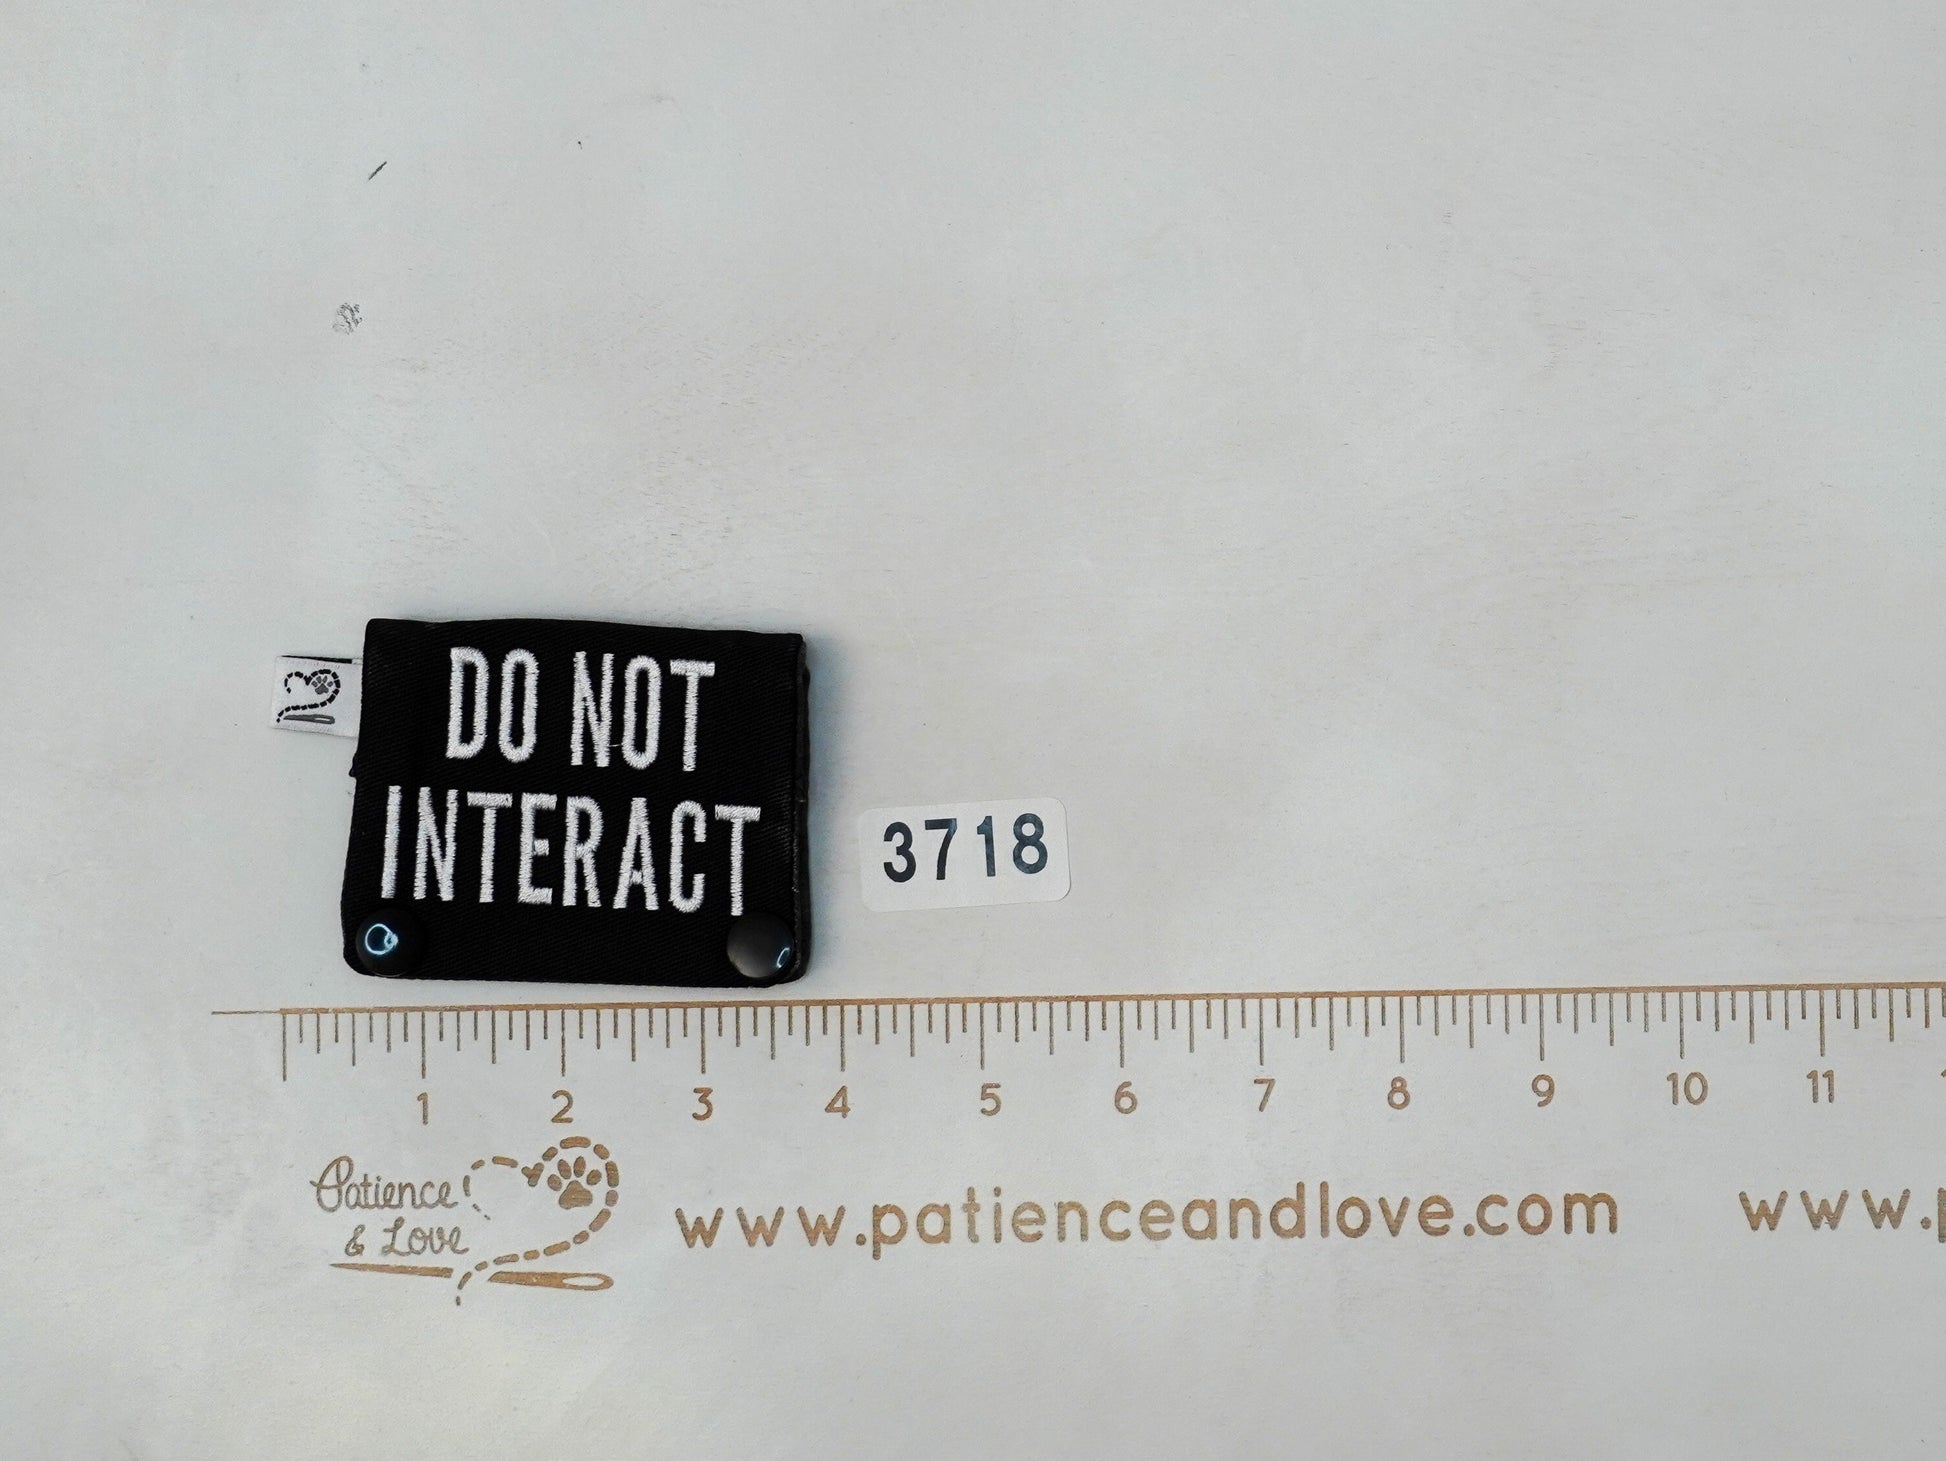 DO NOT
INTERACT
3718
1 2 3 4 5 6 7 8 9 10 11
Patience
& Love
www.patienceandlove.com
www.p